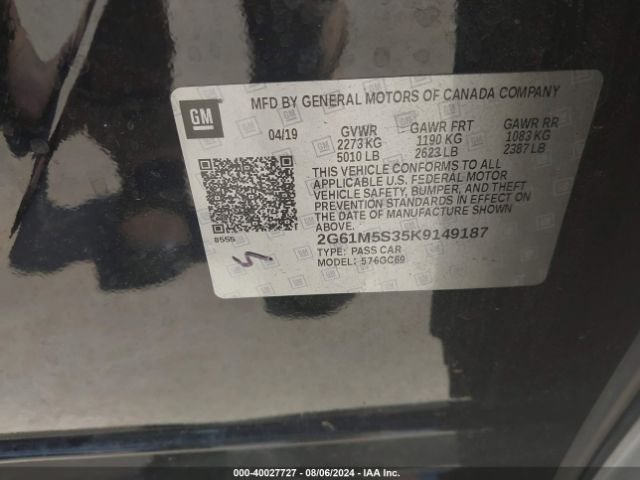 GM
MFD BY GENERAL MOTORS OF CANADA COMPANY
04/19 GVWR GAWR FRT GAWR RR
2273 KG 1190 KG 1083 KG
5010 LB 2623 LB 2387 LB
THIS VEHICLE CONFORMS TO ALL
APPLICABLE U.S. FEDERAL MOTOR
VEHICLE SAFETY, BUMPER, AND THEFT
PREVENTION STANDARDS IN EFFECT ON
THE DATE OF MANUFACTURE SHOWN
ABOVE.
8555
2G61M5S35K9149187
TYPE: PASS CAR
MODEL: 576GC69
000-40027727 - 08/06/2024 - IAA Inc.